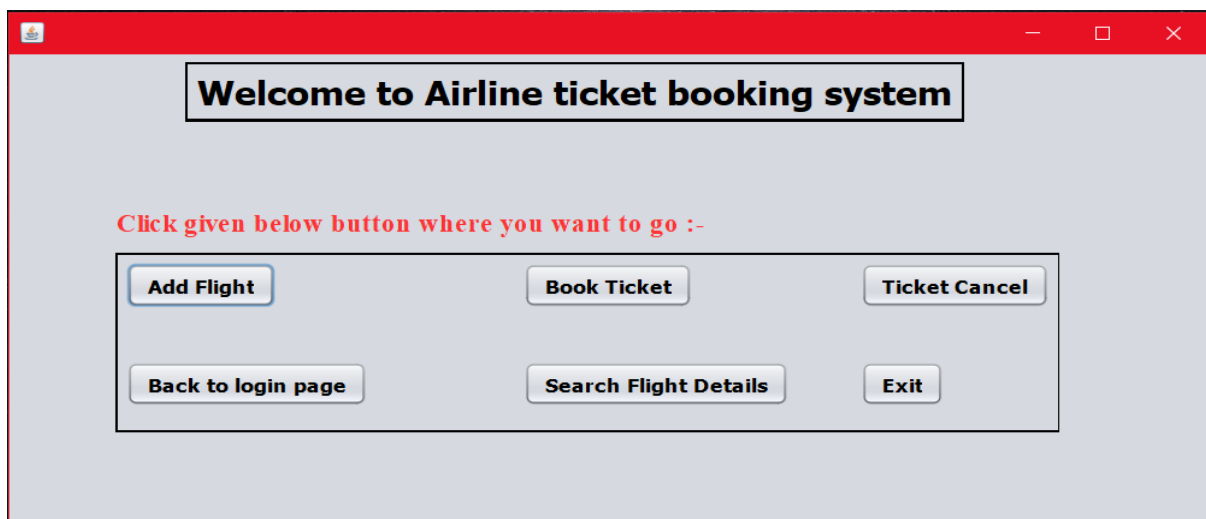 Welcome to Airline ticket booking system
Click given below button where you want to go :-
Add Flight Book Ticket Ticket Cancel
Back to login page Search Flight Details Exit